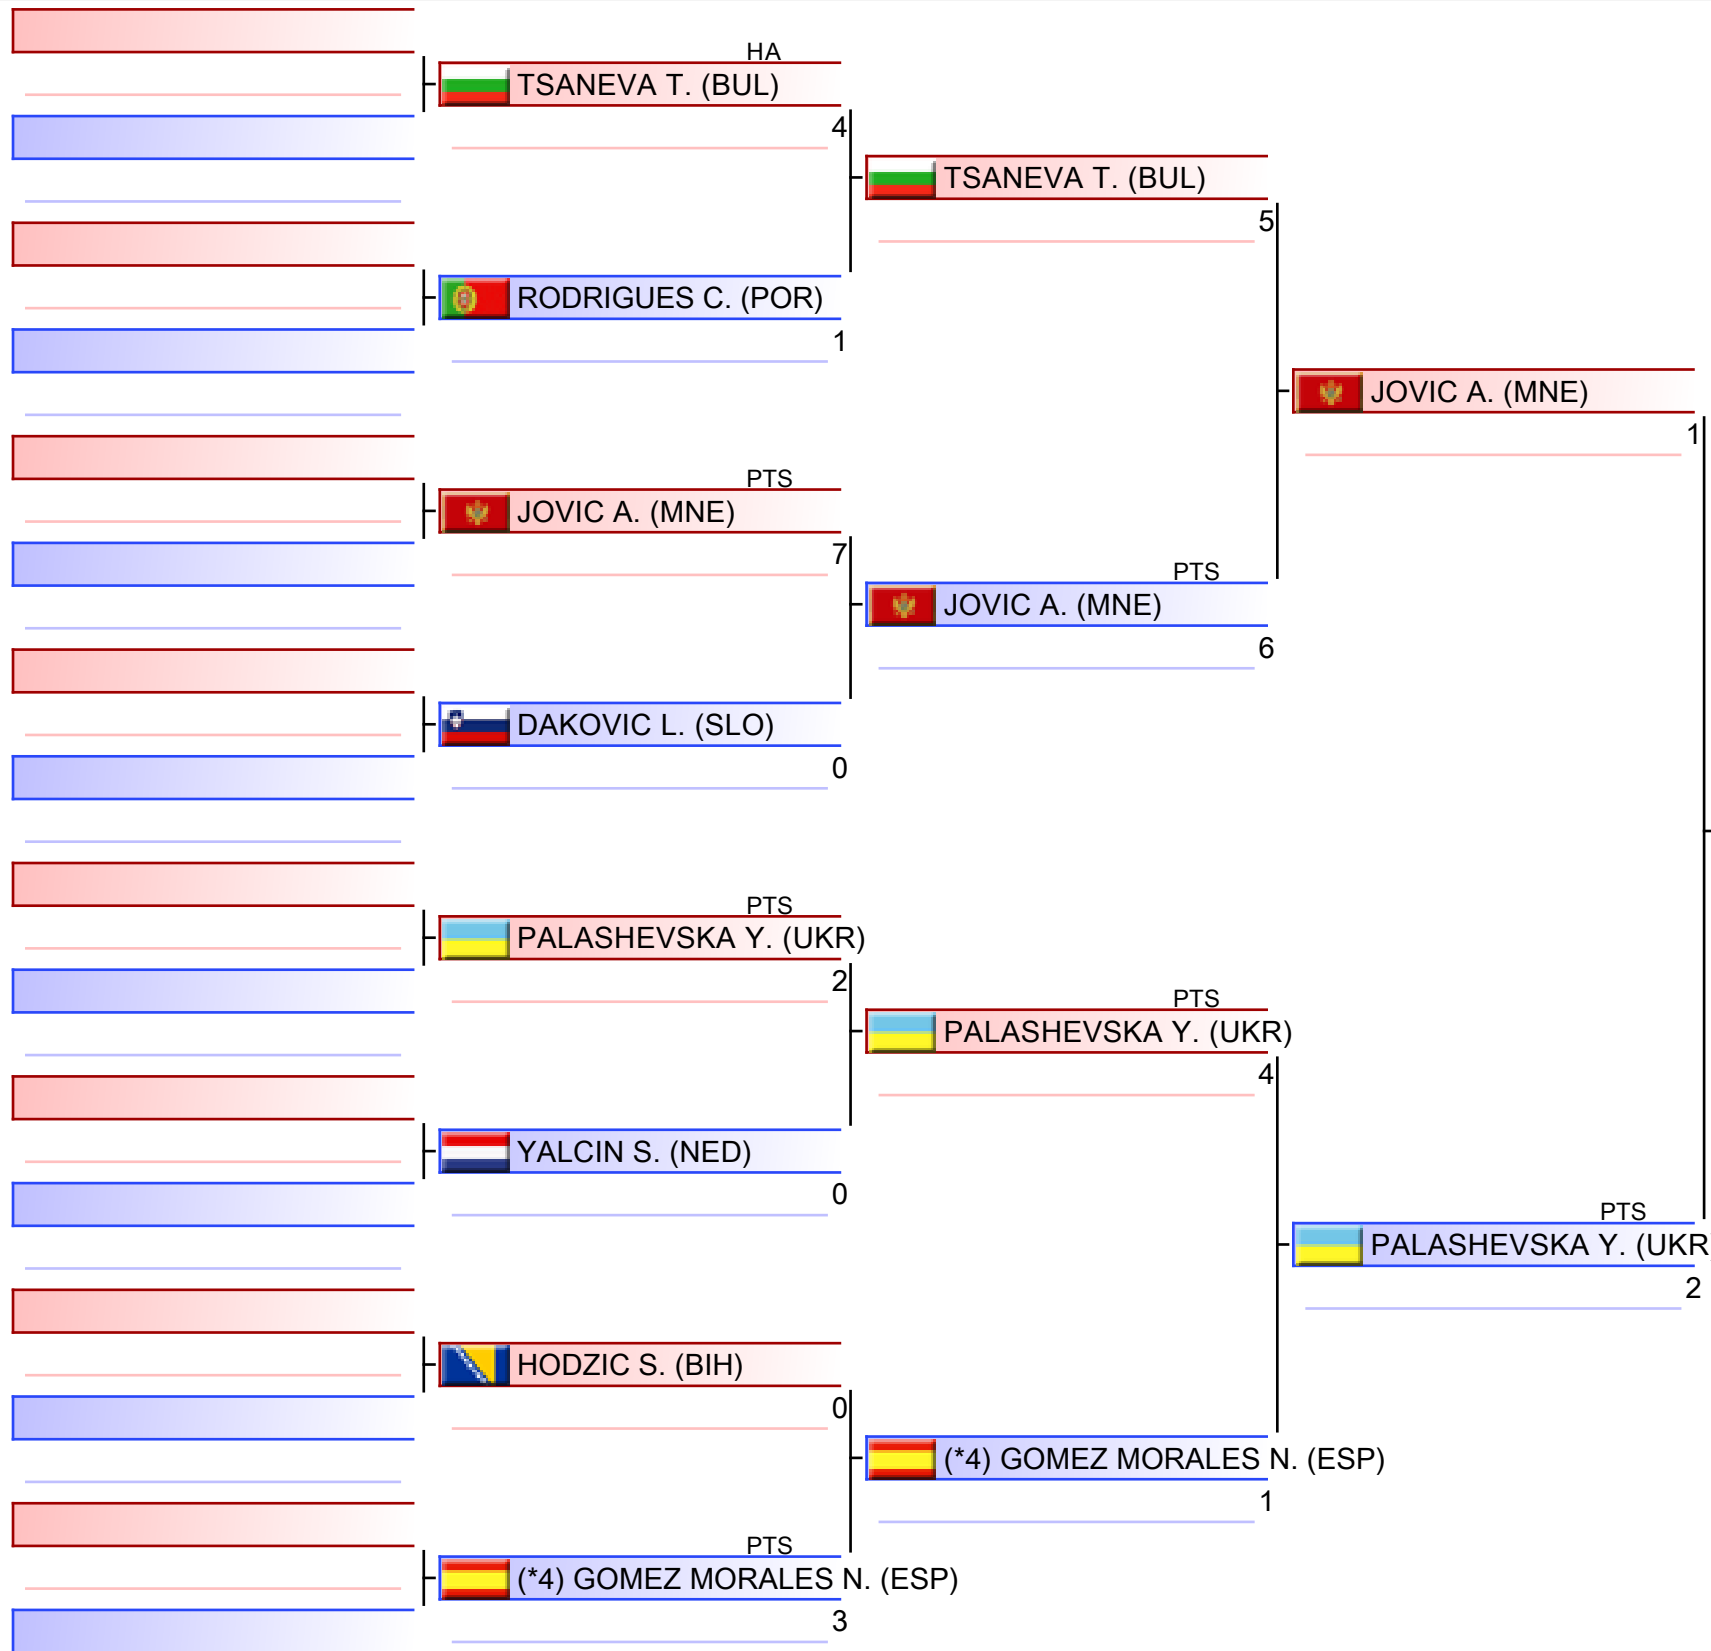 HA
TSANEVA T. (BUL)
4
TSANEVA T. (BUL)
5
RODRIGUES C. (POR)
1
JOVIC A. (MNE)
1
PTS
JOVIC A. (MNE)
7
PTS
JOVIC A. (MNE)
6
DAKOVIC L. (SLO)
0
PTS
PALASHEVSKA Y. (UKR)
2
PTS
PALASHEVSKA Y. (UKR)
4
YALCIN S. (NED)
0
PTS
PALASHEVSKA Y. (UKR
2
HODZIC S. (BIH)
0
(*4) GOMEZ MORALES N. (ESP)
1
PTS
(*4) GOMEZ MORALES N. (ESP)
3